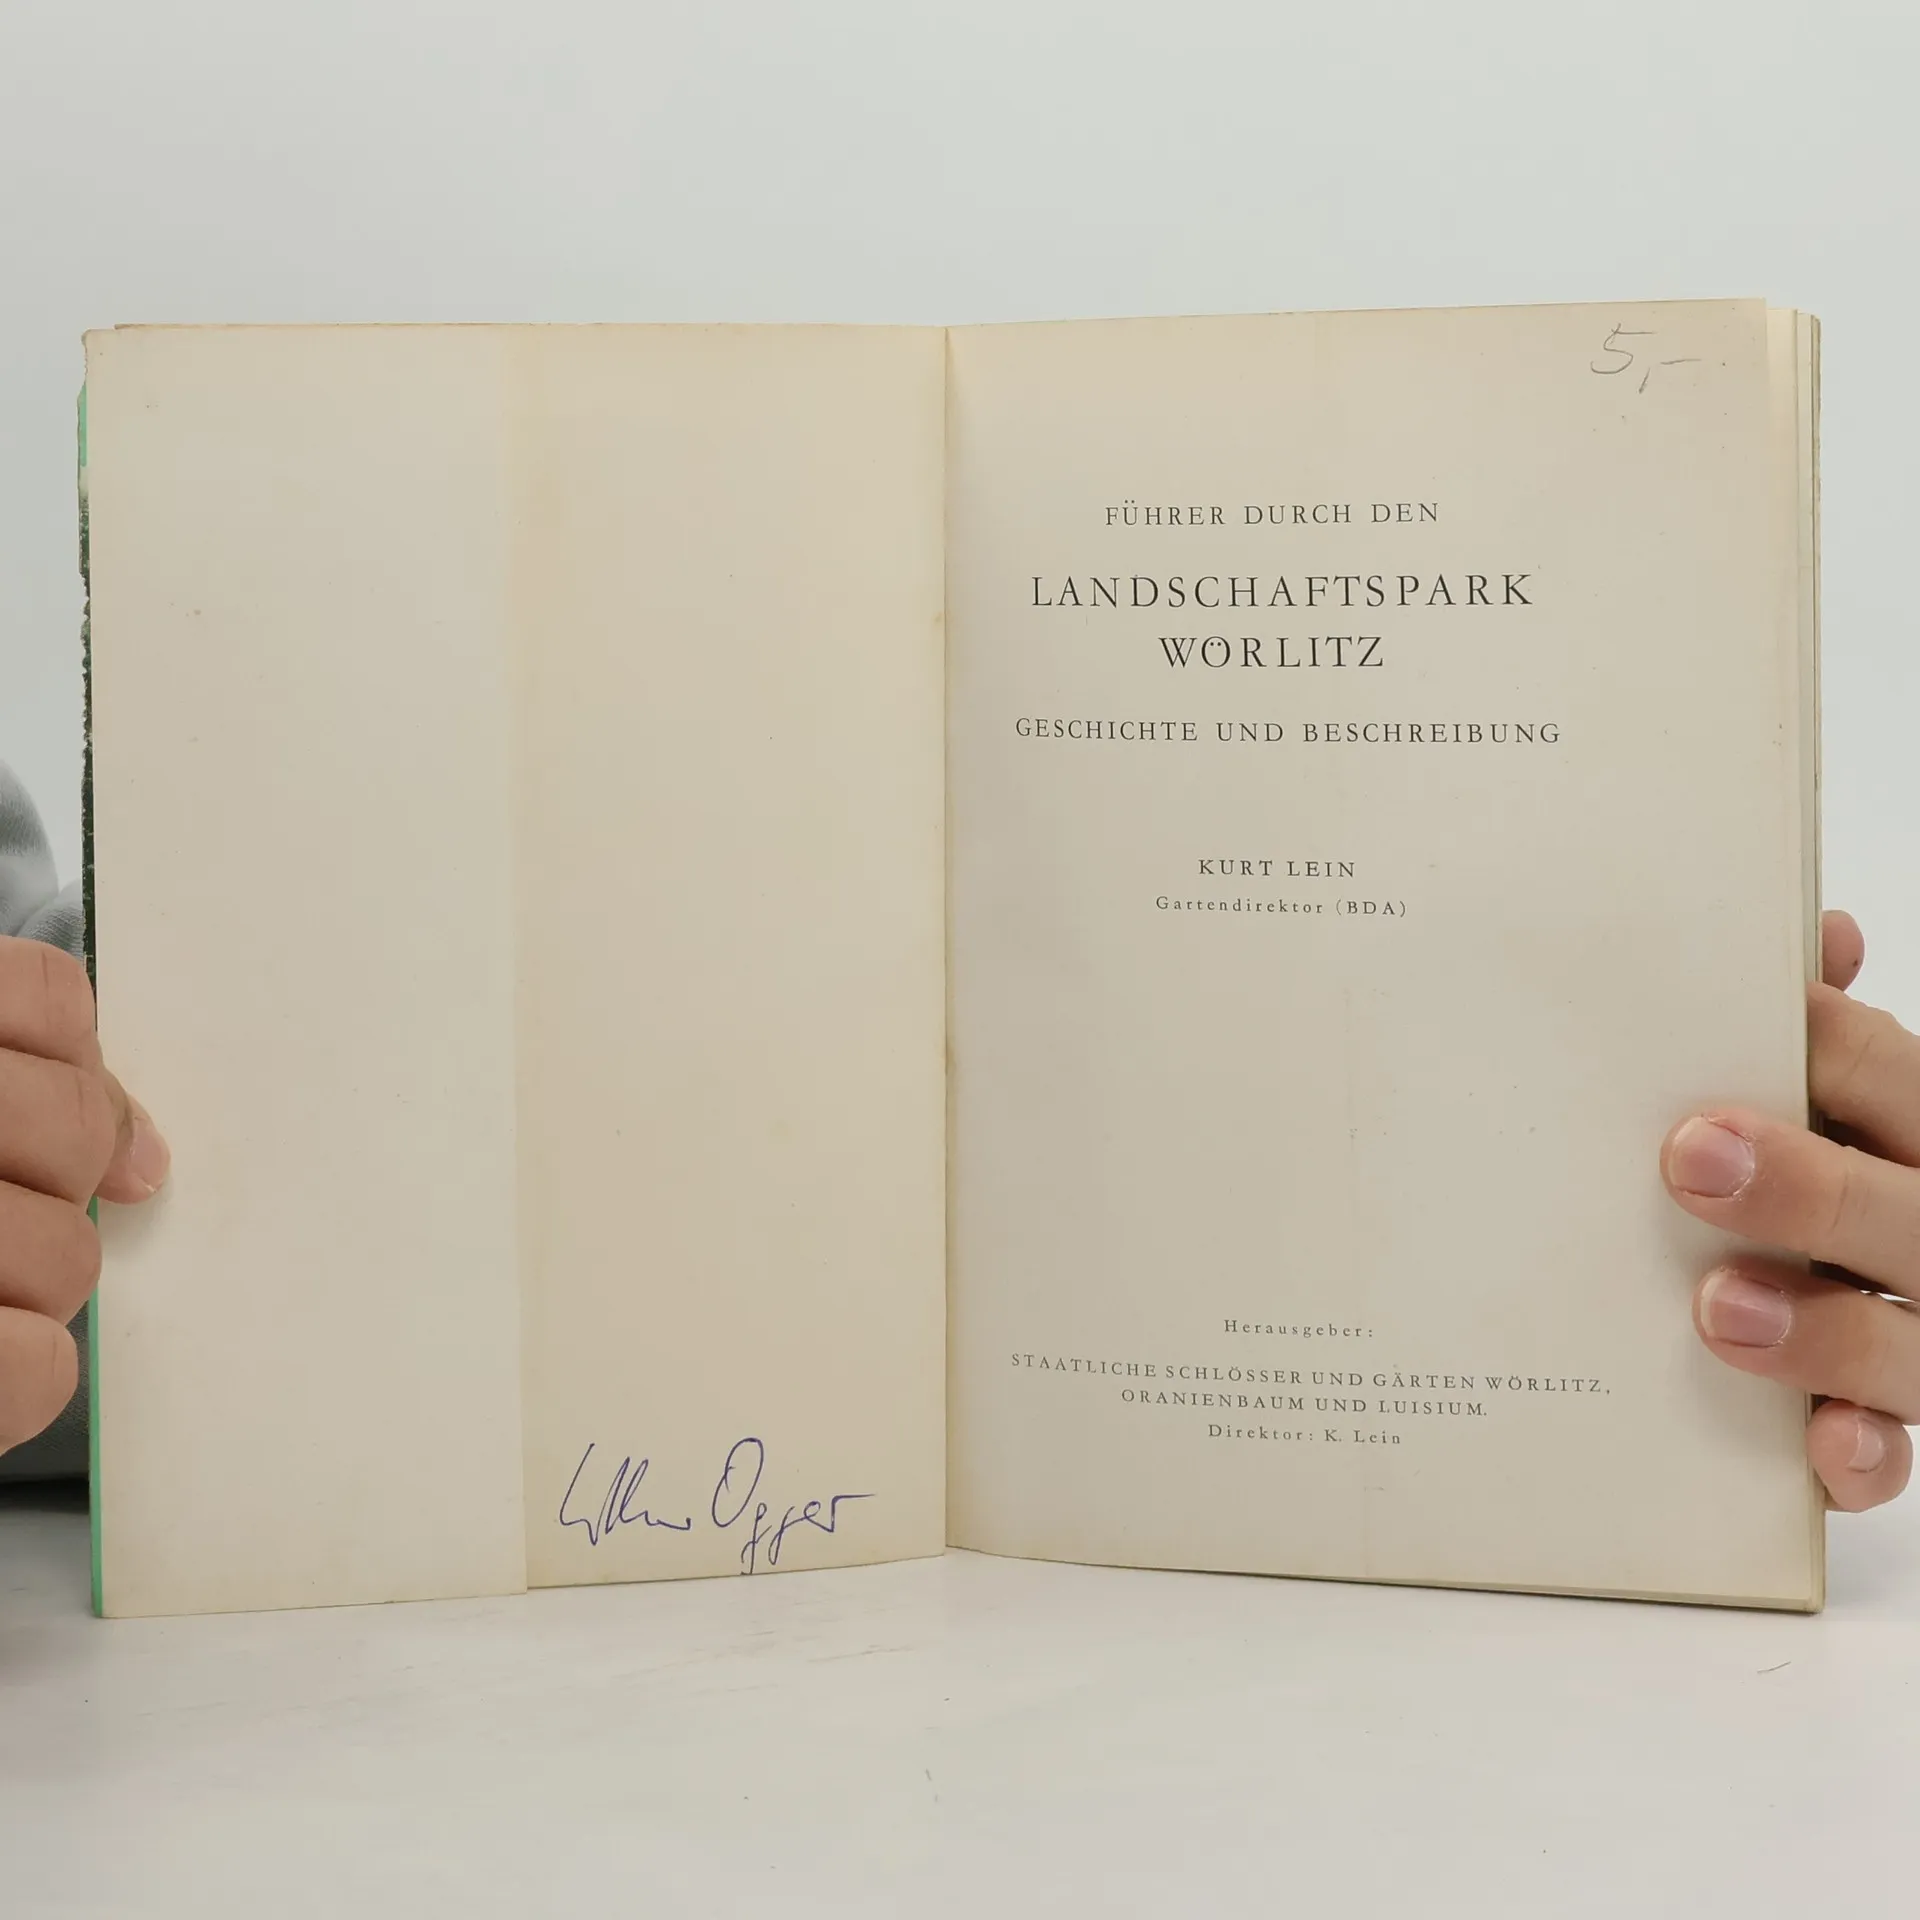 5,-
FÜHRER DURCH DEN
LANDSCHAFTSPARK
WÖRLITZ
GESCHICHTE UND BESCHREIBUNG
KURT LEIN
Gartendirektor (BDA)
Herausgeber:
STAATLICHE SCHLÖSSER UND GÄRTEN WÖRLITZ,
ORANIENBAUM UND LUISIUM.
Direktor: K. Lein
Ogger